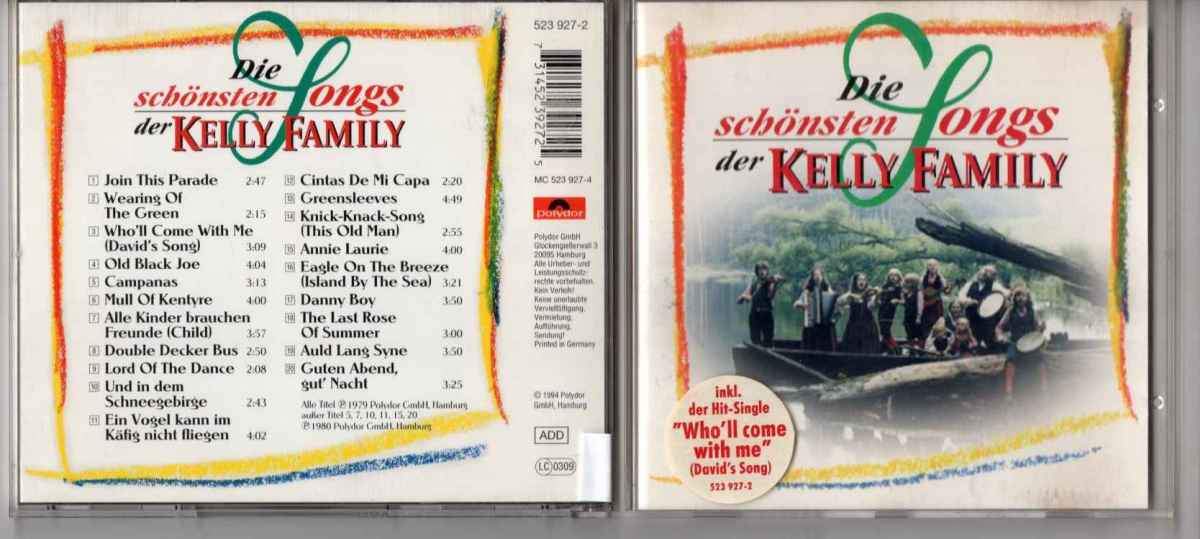 Die
schönsten Songs
der KELLY FAMILY
1 Join This Parade 2:47
2 Wearing Of
The Green 2:15
3 Who'll Come With Me
(David's Song) 3:09
4 Old Black Joe 4:04
5 Campanas 3:13
6 Mull Of Kentyre 4:00
7 Alle Kinder brauchen
Freunde (Child) 3:57
8 Double Decker Bus 2:50
9 Lord Of The Dance 2:08
10 Und in dem
Schneegebirge 2:43
11 Ein Vogel kann im
Käfig nicht fliegen 4:02
12 Cintas De Mi Capa 2:20
13 Greensleeves 4:49
14 Knick-Knack-Song
(This Old Man) 2:55
15 Annie Laurie 4:00
16 Eagle On The Breeze
(Island By The Sea) 3:21
17 Danny Boy 3:50
18 The Last Rose
Of Summer 3:00
19 Auld Lang Syne 3:50
20 Guten Abend,
gut' Nacht 3:25
Alle Titel ℗ 1979 Polydor GmbH, Hamburg
außer Titel 5, 7, 10, 11, 15, 20
℗ 1980 Polydor GmbH, Hamburg
523 927-2
7 31452 39272 5
MC 523 927-4
polydor
Polydor GmbH
Glockengießerwall 3
20095 Hamburg
Alle Urheber- und
Leistungsschutz-
rechte vorbehalten.
Kein Verleih!
Keine unerlaubte
Vervielfältigung,
Vermietung,
Aufführung,
Sendung!
Printed in Germany
© 1994 Polydor
GmbH, Hamburg
ADD
LC 0309
Die
schönsten Songs
der KELLY FAMILY
inkl.
der Hit-Single
"Who'll come
with me"
(David's Song)
523 927-2